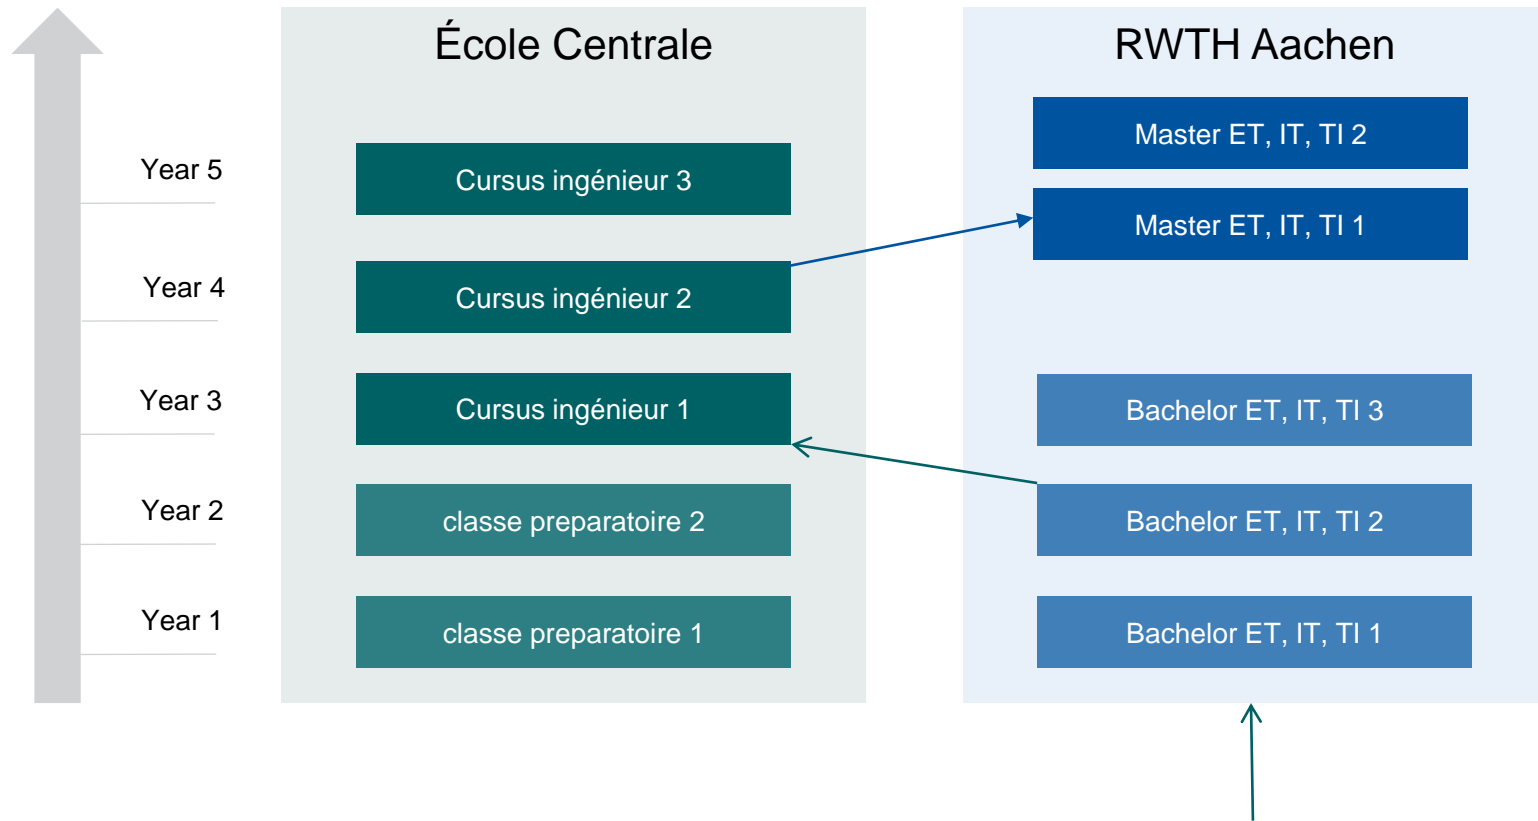 École Centrale
RWTH Aachen
Year 5
Cursus ingénieur 3
Master ET, IT, TI 2
Master ET, IT, TI 1
Year 4
Cursus ingénieur 2
Year 3
Cursus ingénieur 1
Bachelor ET, IT, TI 3
Year 2
classe preparatoire 2
Bachelor ET, IT, TI 2
Year 1
classe preparatoire 1
Bachelor ET, IT, TI 1